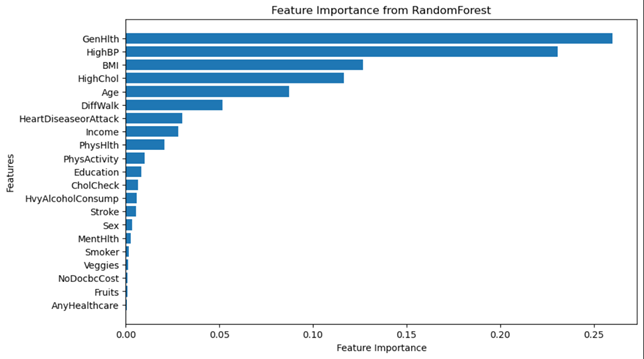 Feature Importance from RandomForest
GenHlth
HighBP
BMI
HighChol
Age
DiffWalk
HeartDiseaseorAttack
Income
PhysHlth
PhysActivity
Education
CholCheck
HvyAlcoholConsump
Stroke
Sex
MentHlth
Smoker
Veggies
NoDocbcCost
Fruits
AnyHealthcare
Features
0.00 0.05 0.10 0.15 0.20 0.25
Feature Importance